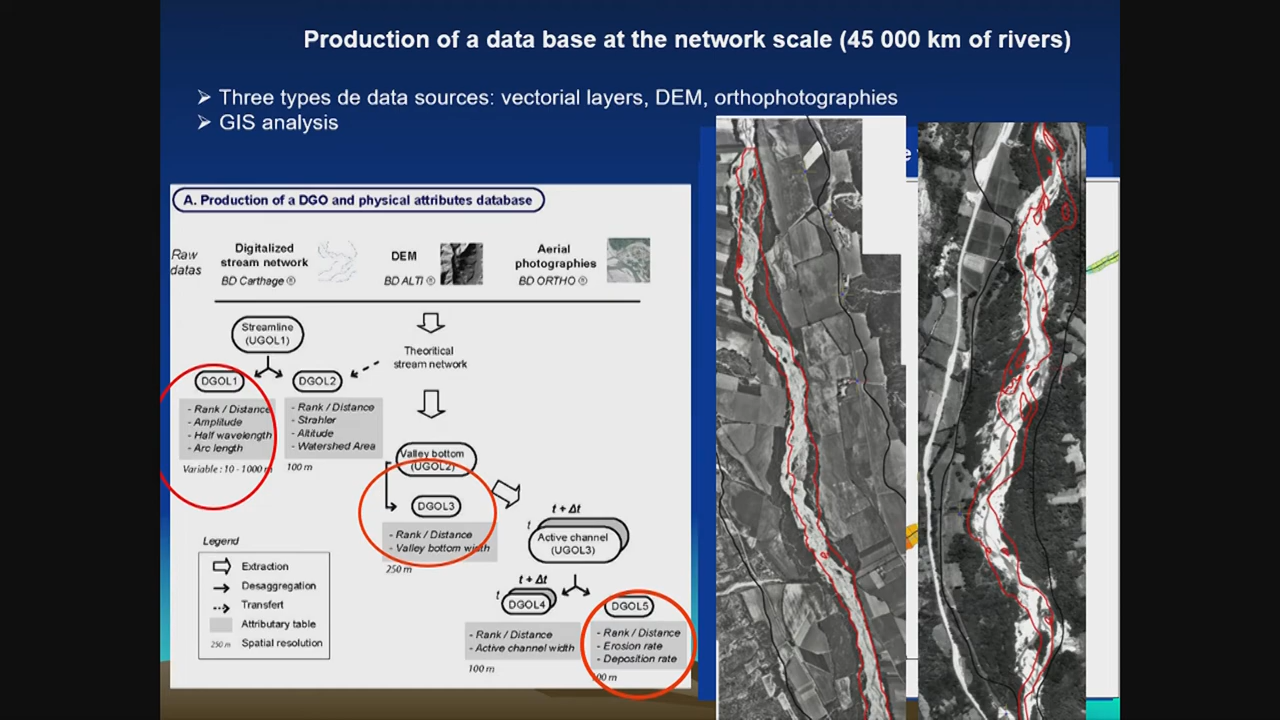 Production of a data base at the network scale (45 000 km of rivers)
➢ Three types de data sources: vectorial layers, DEM, orthophotographies
➢ GIS analysis
e
A. Production of a DGO and physical attributes database
Raw
datas
Digitalized
stream network
BD Carthage ®
DEM
BD ALTI ®
Aerial
photographies
BD ORTHO ®
Streamline
(UGOL1)
Theoritical
stream network
DGOL1
DGOL2
- Rank / Distance
- Amplitude
- Half wavelength
- Arc length
Variable : 10 - 1000 m
- Rank / Distance
- Strahler
- Altitude
- Watershed Area
100 m
Valley bottom
(UGOL2)
DGOL3
- Rank / Distance
- Valley bottom width
250 m
t + Δt
t
Active channel
(UGOL3)
t + Δt
t
DGOL4
DGOL5
- Rank / Distance
- Active channel width
100 m
- Rank / Distance
- Erosion rate
- Deposition rate
00 m
Legend
Extraction
Desaggregation
Transfert
Attributary table
250 m Spatial resolution